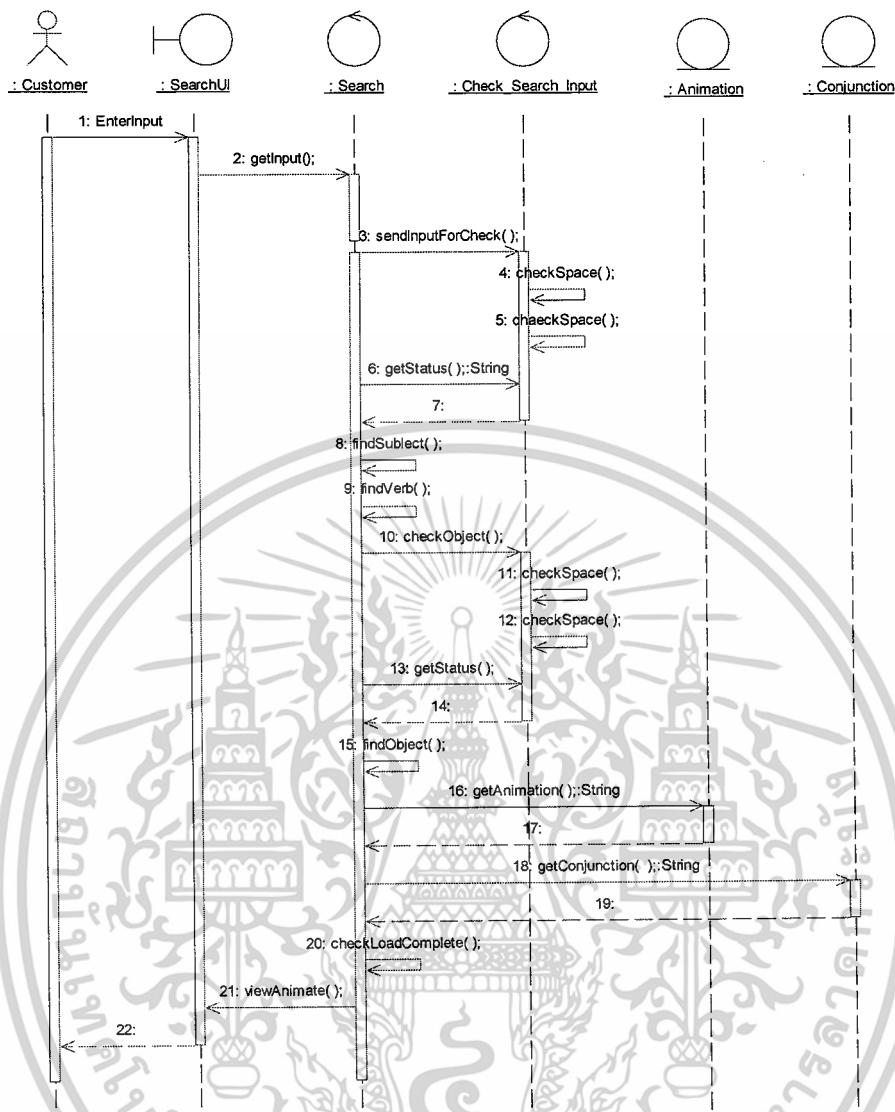 : Customer
: SearchUI
: Search
: Check_Search_Input
: Animation
: Conjunction
1: EnterInput
2: getInput();
3: sendInputForCheck( );
4: checkSpace( );
5: chaeckSpace( );
6: getStatus( );:String
7:
8: findSubject( );
9: findVerb( );
10: checkObject( );
11: checkSpace( );
12: checkSpace( );
13: getStatus( );
14:
15: findObject( );
16: getAnimation( );:String
17:
18: getConjunction( );:String
19:
20: checkLoadComplete( );
21: viewAnimate( );
22: